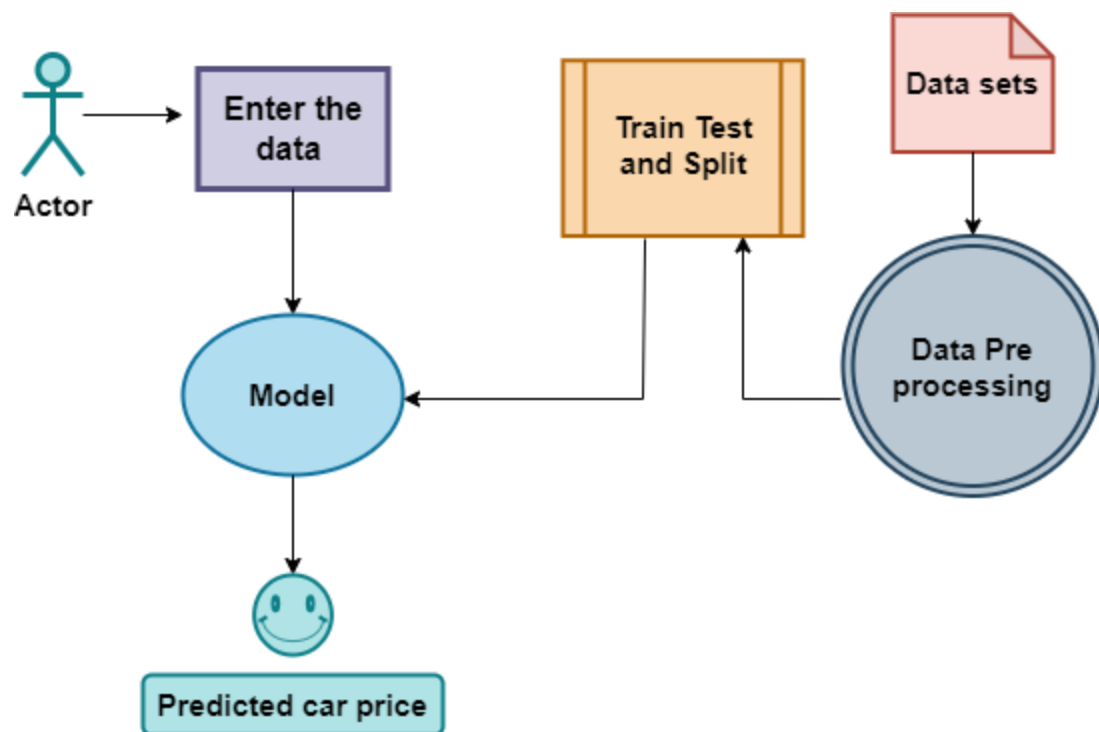 Actor
Enter the
data
Train Test
and Split
Data sets
Data Pre
processing
Model
Predicted car price